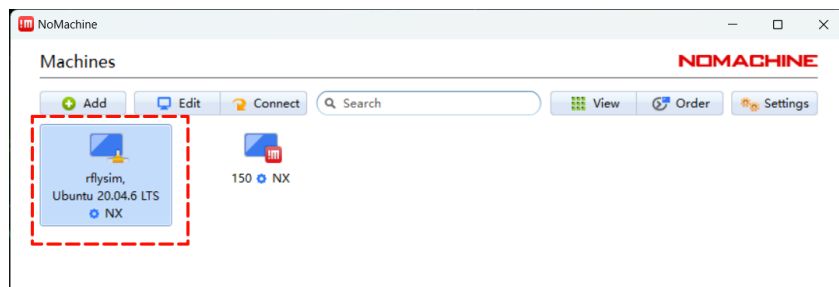 !m NoMachine
Machines
NOMACHINE
Add Edit Connect Search View Order Settings
rflysim,
Ubuntu 20.04.6 LTS
NX
!m
150 NX